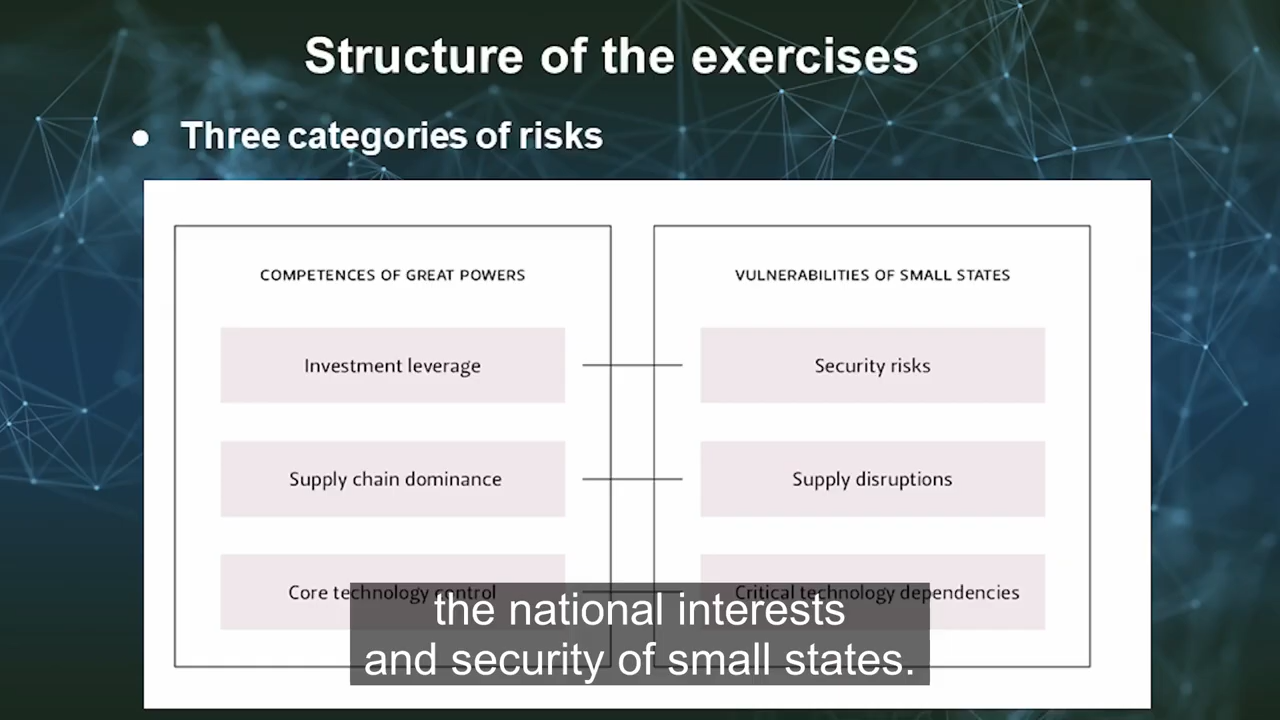 Structure of the exercises
● Three categories of risks
COMPETENCES OF GREAT POWERS
Investment leverage
Supply chain dominance
Core technology control
VULNERABILITIES OF SMALL STATES
Security risks
Supply disruptions
Critical technology dependencies
the national interests
and security of small states.